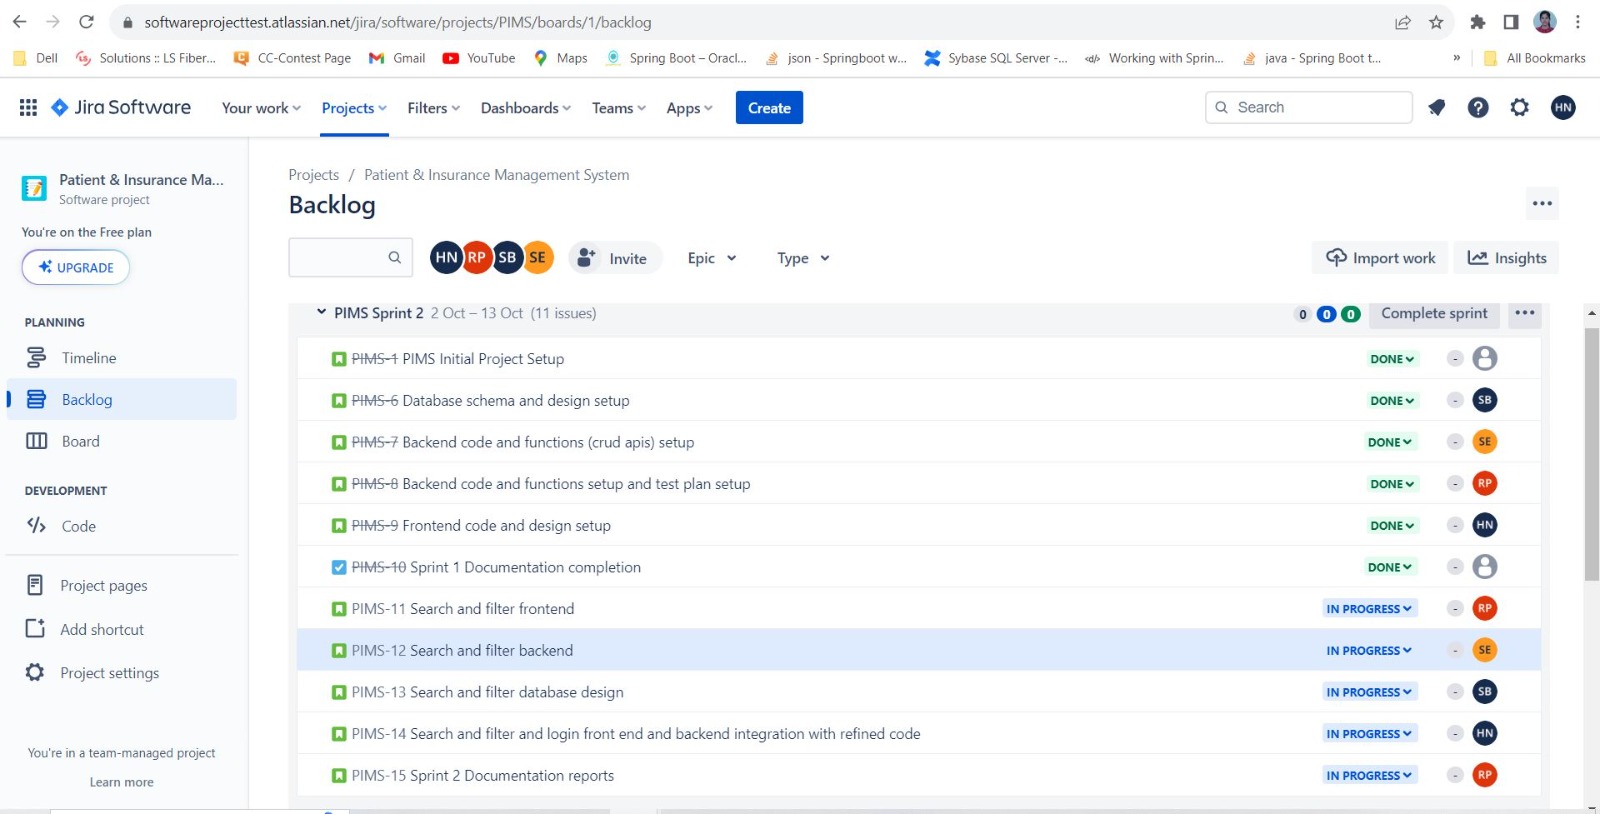 softwareprojecttest.atlassian.net/jira/software/projects/PIMS/boards/1/backlog
Dell Solutions :: LS Fiber... CC-Contest Page Gmail YouTube Maps Spring Boot – Oracl... json - Springboot w... Sybase SQL Server -... Working with Sprin... java - Spring Boot t... » All Bookmarks
Jira Software Your work Projects Filters Dashboards Teams Apps Create Search HN
Patient & Insurance Ma...
Software project
You're on the Free plan
UPGRADE
PLANNING
Timeline
Backlog
Board
DEVELOPMENT
Code
Project pages
Add shortcut
Project settings
You're in a team-managed project
Learn more
Projects / Patient & Insurance Management System
Backlog
HN RP SB SE Invite Epic Type Import work Insights
PIMS Sprint 2 2 Oct – 13 Oct (11 issues) 0 0 0 Complete sprint
PIMS-1 PIMS Initial Project Setup DONE -
PIMS-6 Database schema and design setup DONE - SB
PIMS-7 Backend code and functions (crud apis) setup DONE - SE
PIMS-8 Backend code and functions setup and test plan setup DONE - RP
PIMS-9 Frontend code and design setup DONE - HN
PIMS-10 Sprint 1 Documentation completion DONE -
PIMS-11 Search and filter frontend IN PROGRESS - RP
PIMS-12 Search and filter backend IN PROGRESS - SE
PIMS-13 Search and filter database design IN PROGRESS - SB
PIMS-14 Search and filter and login front end and backend integration with refined code IN PROGRESS - HN
PIMS-15 Sprint 2 Documentation reports IN PROGRESS - RP